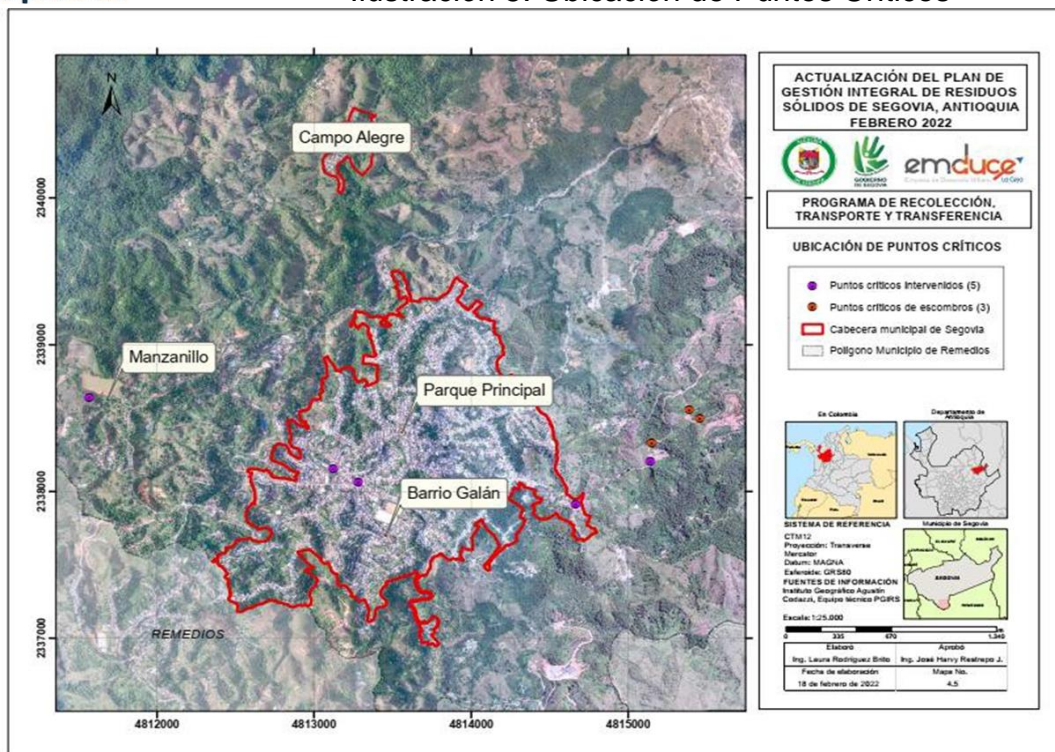 N
Campo Alegre
Manzanillo
Parque Principal
Barrio Galán
REMEDIOS
2340000
2339000
2338000
2337000
4812000
4813000
4814000
4815000
ACTUALIZACIÓN DEL PLAN DE
GESTIÓN INTEGRAL DE RESIDUOS
SÓLIDOS DE SEGOVIA, ANTIOQUIA
FEBRERO 2022
GOBIERNO
DE SEGOVIA
emduce
PROGRAMA DE RECOLECCIÓN,
TRANSPORTE Y TRANSFERENCIA
UBICACIÓN DE PUNTOS CRÍTICOS
Puntos críticos Intervenidos (5)
Puntos críticos de escombros (3)
Cabecera municipal de Segovia
Polígono Municipio de Remedios
En Colombia
Departamento de
Antioquia
SISTEMA DE REFERENCIA
CTM12
Proyección: Transverse
Mercator
Datum: MAGNA
Esferoide: GRS80
FUENTES DE INFORMACIÓN
Instituto Geográfico Agustín
Codazzi, Equipo técnico PGIRS
Municipio de Segovia
SEGOVIA
Escala: 1:25.000
0 335 670 1.340
Elaboró
Ing. Laura Rodríguez Brito
Aprobó
Ing. José Harvy Restrepo J.
Fecha de elaboración
18 de febrero de 2022
Mapa No.
4.5